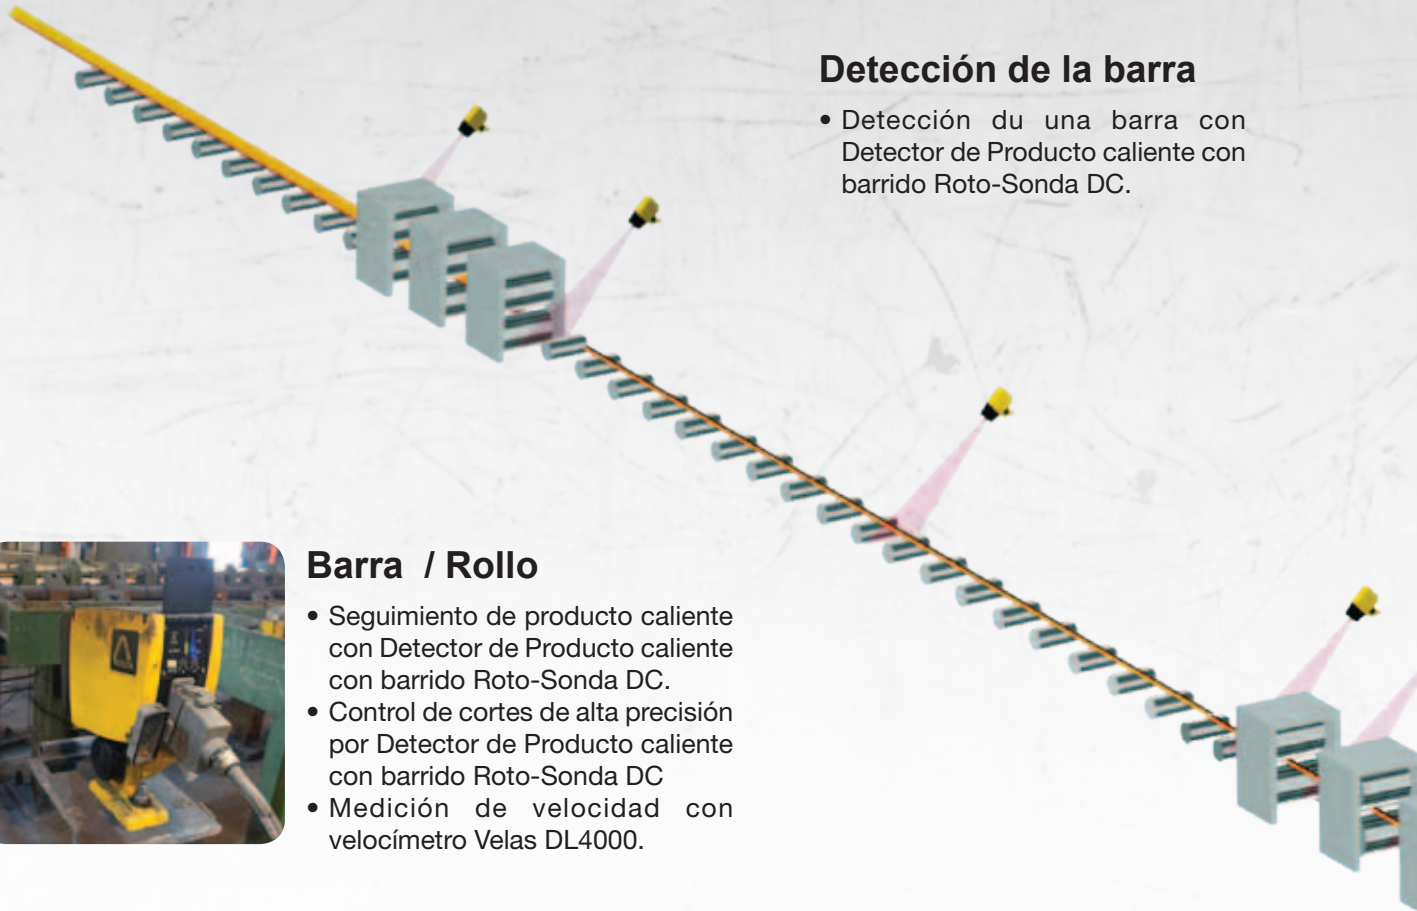 Detección de la barra
• Detección du una barra con
Detector de Producto caliente con
barrido Roto-Sonda DC.
Barra / Rollo
• Seguimiento de producto caliente
con Detector de Producto caliente
con barrido Roto-Sonda DC.
• Control de cortes de alta precisión
por Detector de Producto caliente
con barrido Roto-Sonda DC
• Medición de velocidad con
velocímetro Velas DL4000.